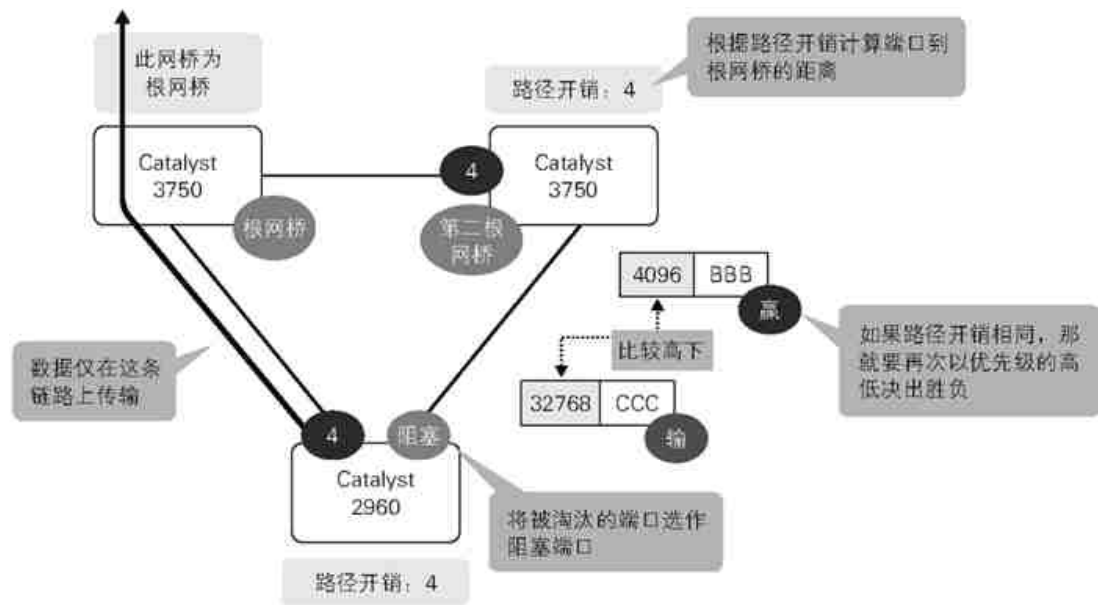 此网桥为
根网桥
路径开销：4
根据路径开销计算端口到
根网桥的距离
Catalyst
3750
4
Catalyst
3750
根网桥
第二根
网桥
4096 BBB
赢
比较高下
如果路径开销相同，那
就要再次以优先级的高
低决出胜负
数据仅在这条
链路上传输
32768 CCC
输
4
阻塞
Catalyst
2960
将被淘汰的端口选作
阻塞端口
路径开销：4